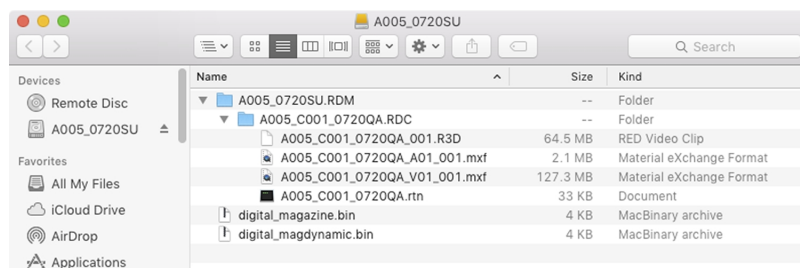 A005_0720SU
Search
Devices
Remote Disc
A005_0720SU
Favorites
All My Files
iCloud Drive
AirDrop
Applications
Name Size Kind
A005_0720SU.RDM -- Folder
A005_C001_0720QA.RDC -- Folder
A005_C001_0720QA_001.R3D 64.5 MB RED Video Clip
A005_C001_0720QA_A01_001.mxf 2.1 MB Material eXchange Format
A005_C001_0720QA_V01_001.mxf 127.3 MB Material eXchange Format
A005_C001_0720QA.rtn 33 KB Document
digital_magazine.bin 4 KB MacBinary archive
digital_magdynamic.bin 4 KB MacBinary archive